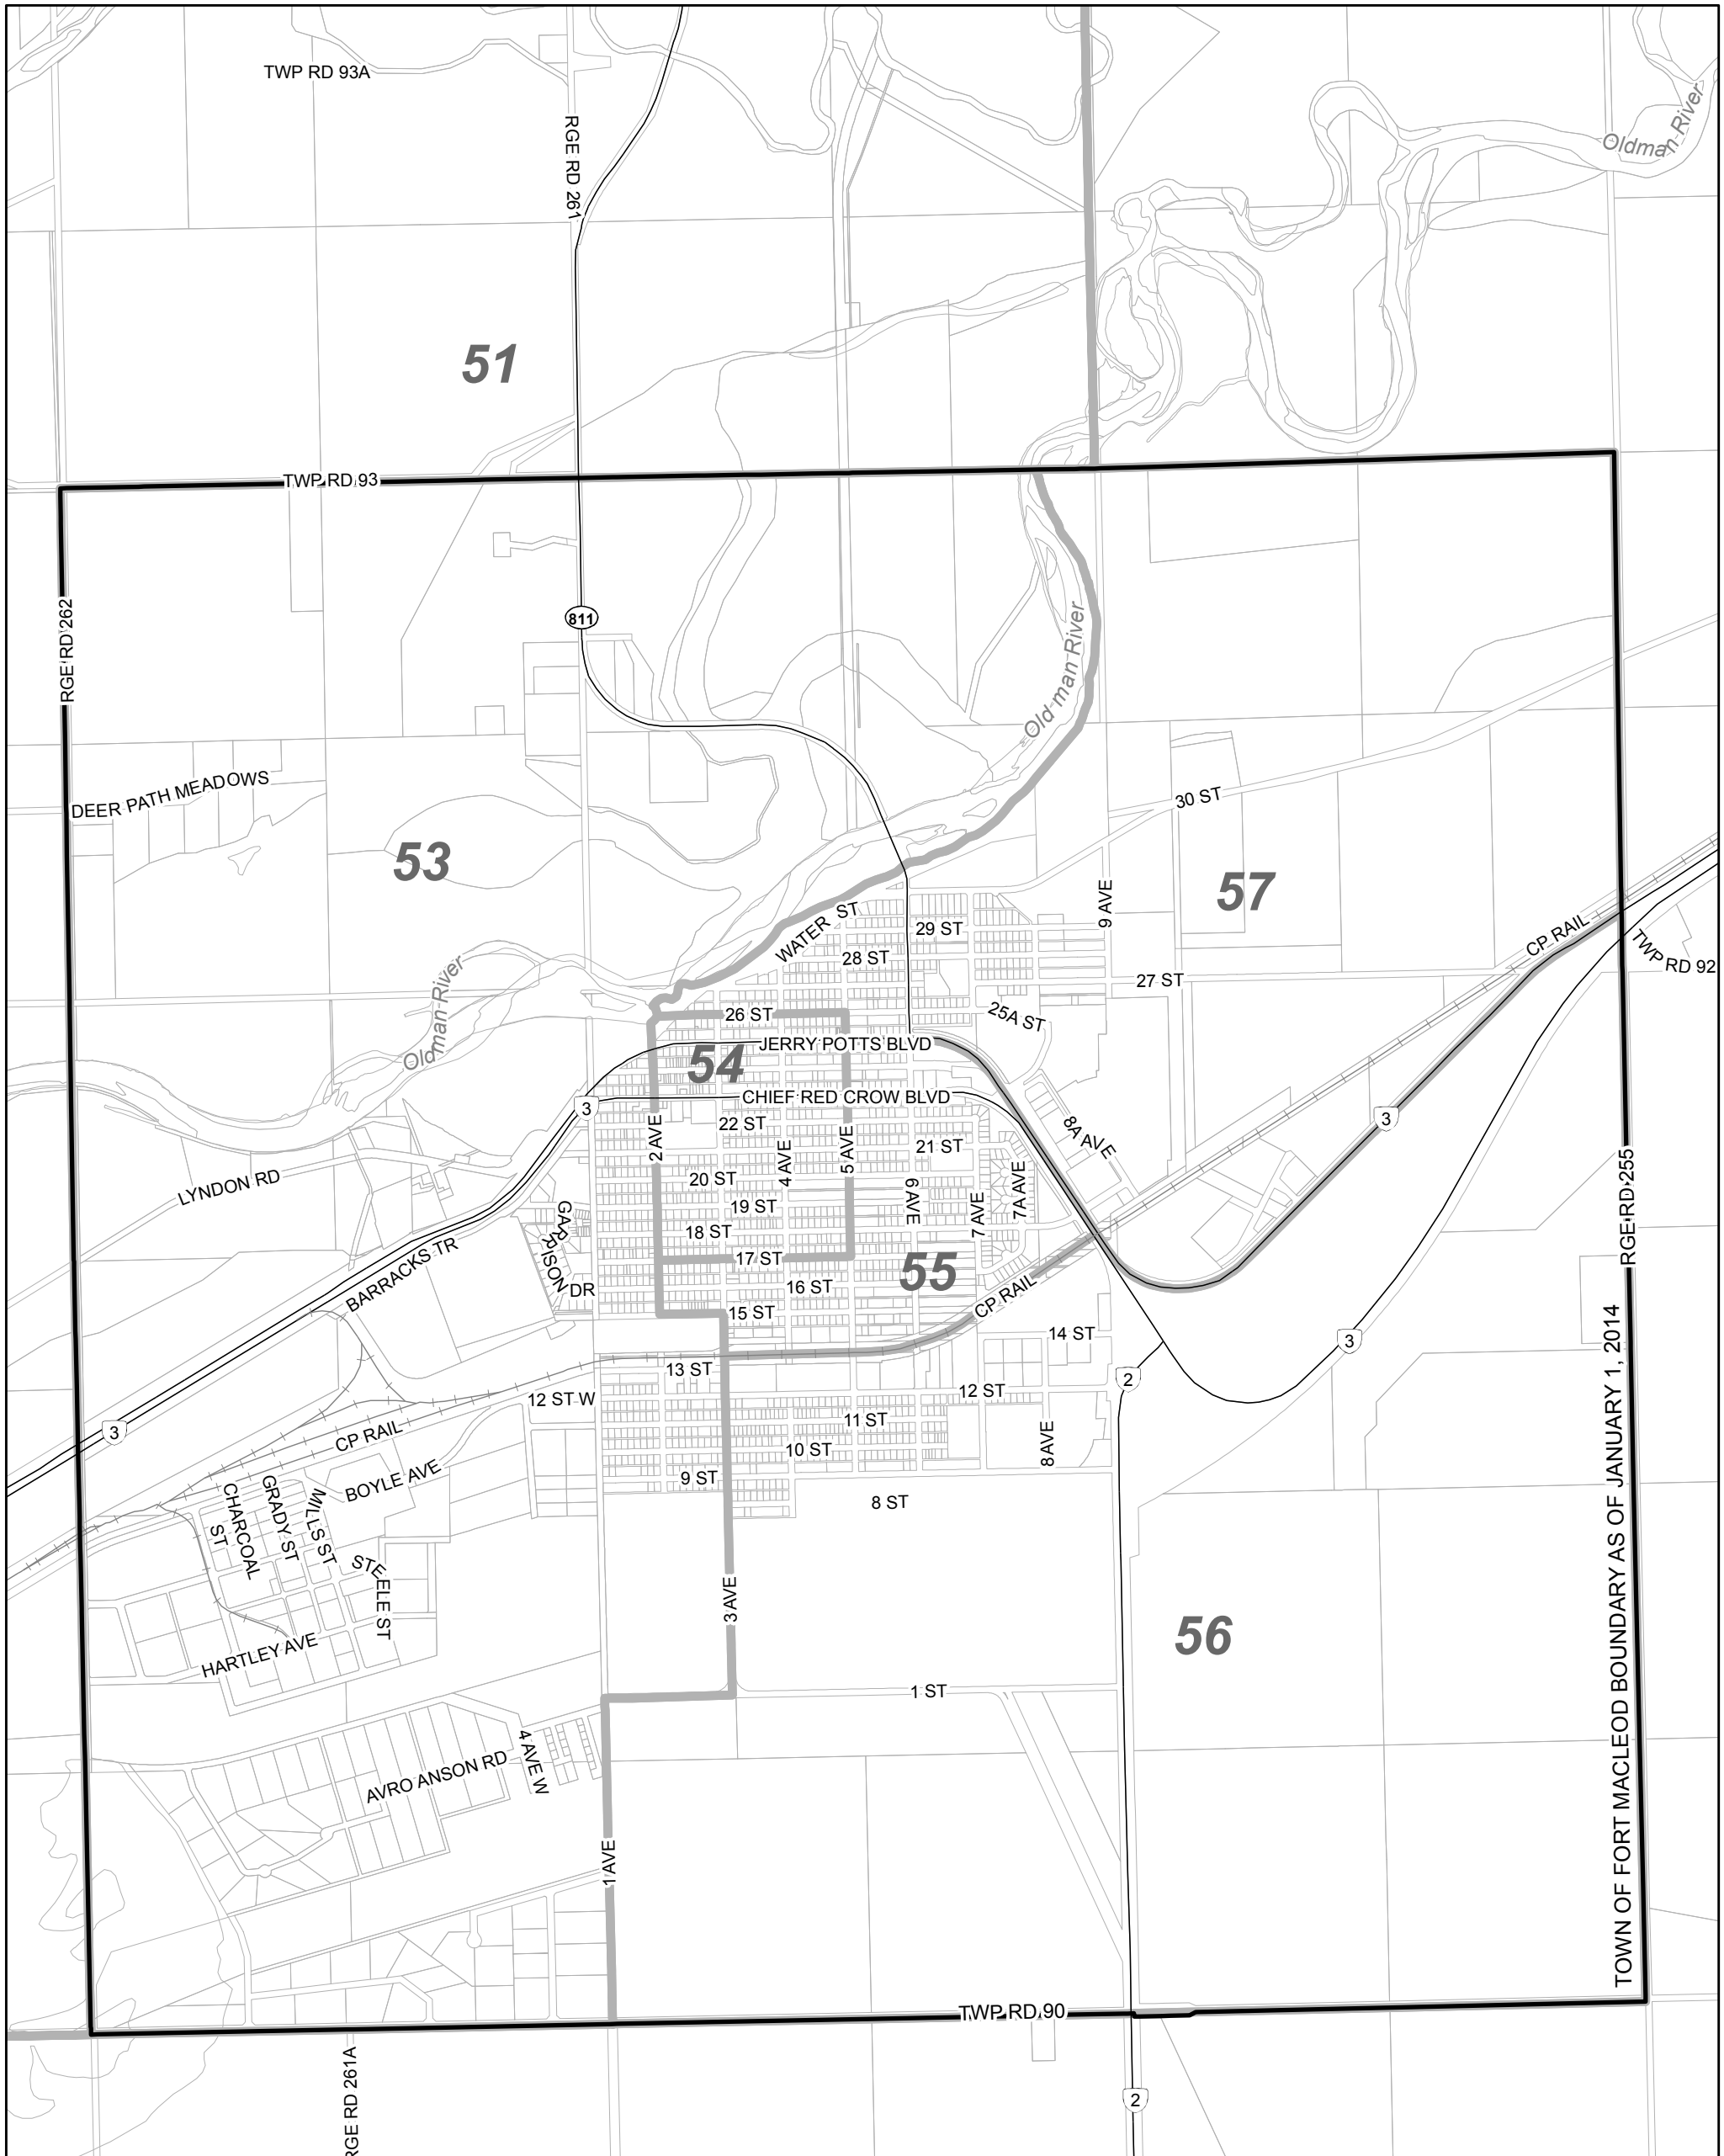 TWP RD 93A
RGE RD 261
Oldman River
51
TWP RD 93
RGE RD 262
811
Oldman River
DEER PATH MEADOWS
30 ST
53
57
9 AVE
WATER ST
29 ST
28 ST
CP RAIL
TWP RD 92
27 ST
Oldman River
26 ST
25A ST
54
JERRY POTTS BLVD
CHIEF RED CROW BLVD
3
3
22 ST
2 AVE
4 AVE
5 AVE
21 ST
8A AVE
LYNDON RD
20 ST
19 ST
6 AVE
7 AVE
7A AVE
RGE RD 255
GARRISON DR
18 ST
17 ST
55
BARRACKS TR
16 ST
CP RAIL
15 ST
14 ST
3
13 ST
2
12 ST W
12 ST
3
11 ST
CP RAIL
10 ST
8 AVE
BOYLE AVE
9 ST
8 ST
CHARCOAL ST
GRADY ST
MILLS ST
STEELE ST
3 AVE
56
HARTLEY AVE
1 ST
4 AVE W
AVRO ANSON RD
1 AVE
TOWN OF FORT MACLEOD BOUNDARY AS OF JANUARY 1, 2014
TWP RD 90
RGE RD 261A
2